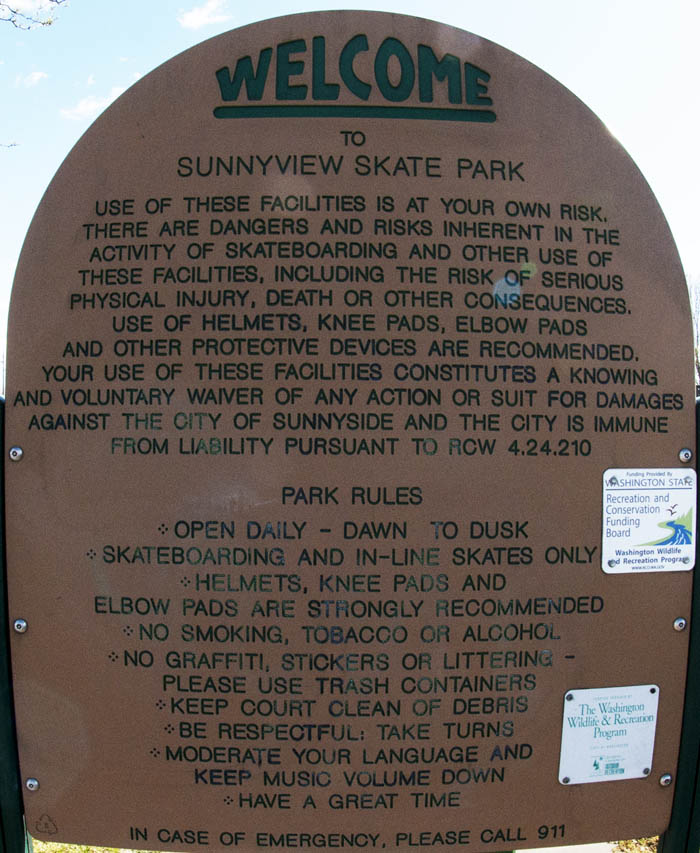 WELCOME
TO
SUNNYVIEW SKATE PARK
USE OF THESE FACILITIES IS AT YOUR OWN RISK.
THERE ARE DANGERS AND RISKS INHERENT IN THE
ACTIVITY OF SKATEBOARDING AND OTHER USE OF
THESE FACILITIES, INCLUDING THE RISK OF SERIOUS
PHYSICAL INJURY, DEATH OR OTHER CONSEQUENCES.
USE OF HELMETS, KNEE PADS, ELBOW PADS
AND OTHER PROTECTIVE DEVICES ARE RECOMMENDED.
YOUR USE OF THESE FACILITIES CONSTITUTES A KNOWING
AND VOLUNTARY WAIVER OF ANY ACTION OR SUIT FOR DAMAGES
AGAINST THE CITY OF SUNNYSIDE AND THE CITY IS IMMUNE
FROM LIABILITY PURSUANT TO RCW 4.24.210
PARK RULES
OPEN DAILY - DAWN TO DUSK
SKATEBOARDING AND IN-LINE SKATES ONLY
HELMETS, KNEE PADS AND
ELBOW PADS ARE STRONGLY RECOMMENDED
NO SMOKING, TOBACCO OR ALCOHOL
NO GRAFFITI, STICKERS OR LITTERING -
PLEASE USE TRASH CONTAINERS
KEEP COURT CLEAN OF DEBRIS
BE RESPECTFUL: TAKE TURNS
MODERATE YOUR LANGUAGE AND
KEEP MUSIC VOLUME DOWN
HAVE A GREAT TIME
IN CASE OF EMERGENCY, PLEASE CALL 911
Funding Provided By
WASHINGTON STATE
Recreation and
Conservation
Funding
Board
Washington Wildlife
and Recreation Program
The Washington
Wildlife & Recreation
Program